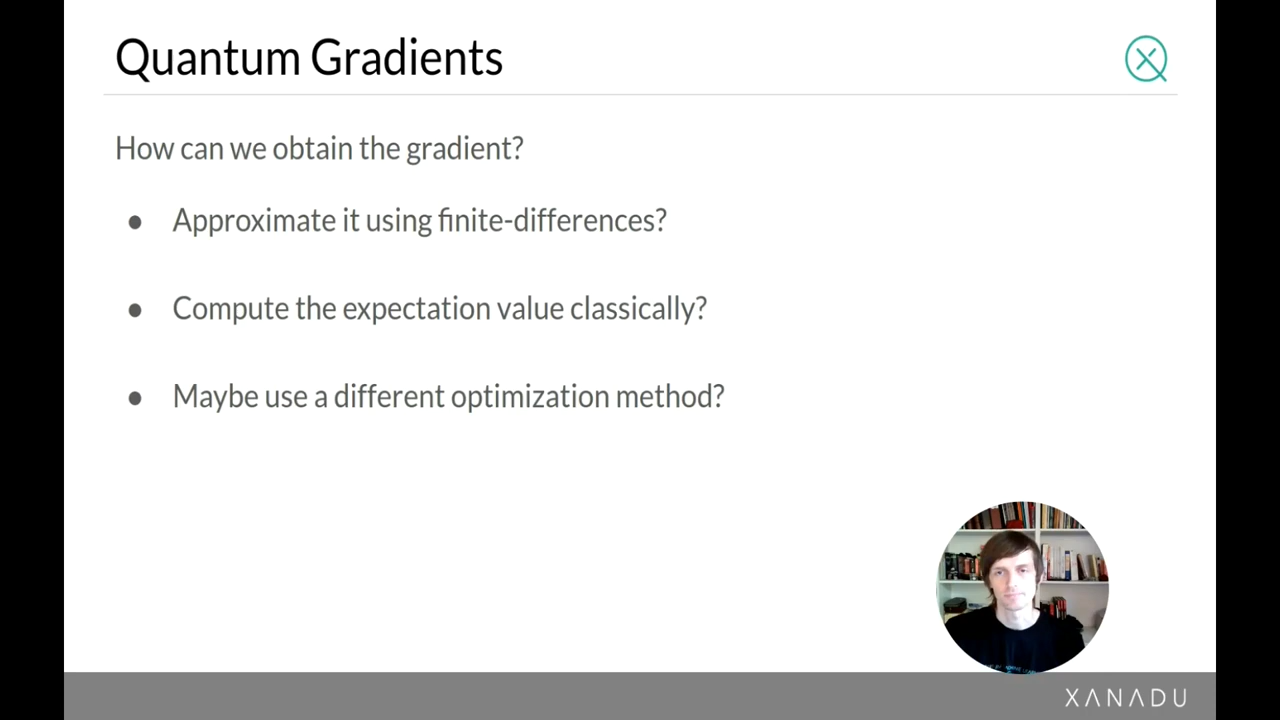 Quantum Gradients
How can we obtain the gradient?
● Approximate it using finite-differences?
● Compute the expectation value classically?
● Maybe use a different optimization method?
XANADU